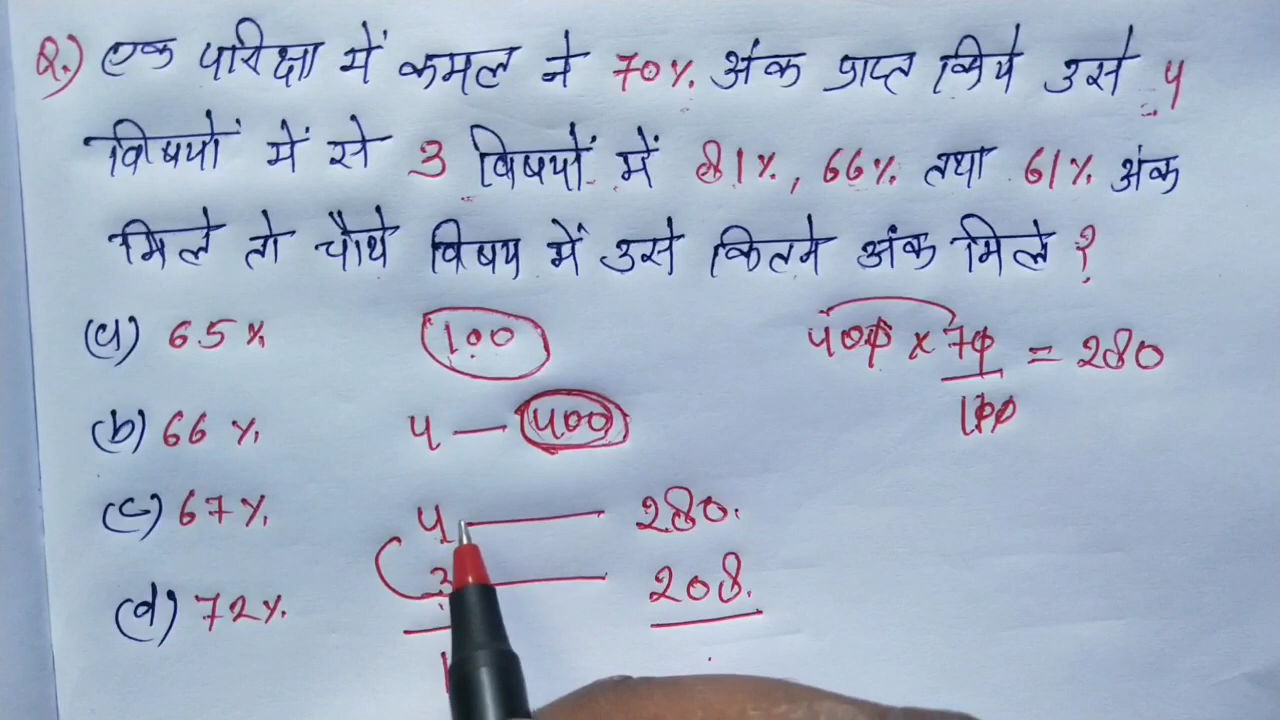 Q.) एक परिक्षा में कमल ने 70% अंक प्राप्त किये उसे 4
विषयों में से 3 विषयों में 81%, 66% तथा 61% अंक
मिले तो चौथे विषय में उसे कितने अंक मिले ?
(a) 65%
100
400 x 70/100 = 280
(b) 66%
4 — 400
(c) 67%
4 — 280.
3 — 208.
(d) 72%.
1